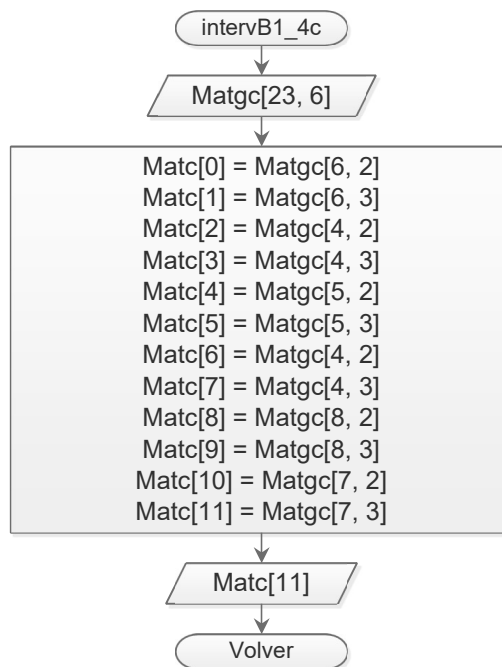 intervB1_4c
Matgc[23, 6]
Matc[0] = Matgc[6, 2]
Matc[1] = Matgc[6, 3]
Matc[2] = Matgc[4, 2]
Matc[3] = Matgc[4, 3]
Matc[4] = Matgc[5, 2]
Matc[5] = Matgc[5, 3]
Matc[6] = Matgc[4, 2]
Matc[7] = Matgc[4, 3]
Matc[8] = Matgc[8, 2]
Matc[9] = Matgc[8, 3]
Matc[10] = Matgc[7, 2]
Matc[11] = Matgc[7, 3]
Matc[11]
Volver